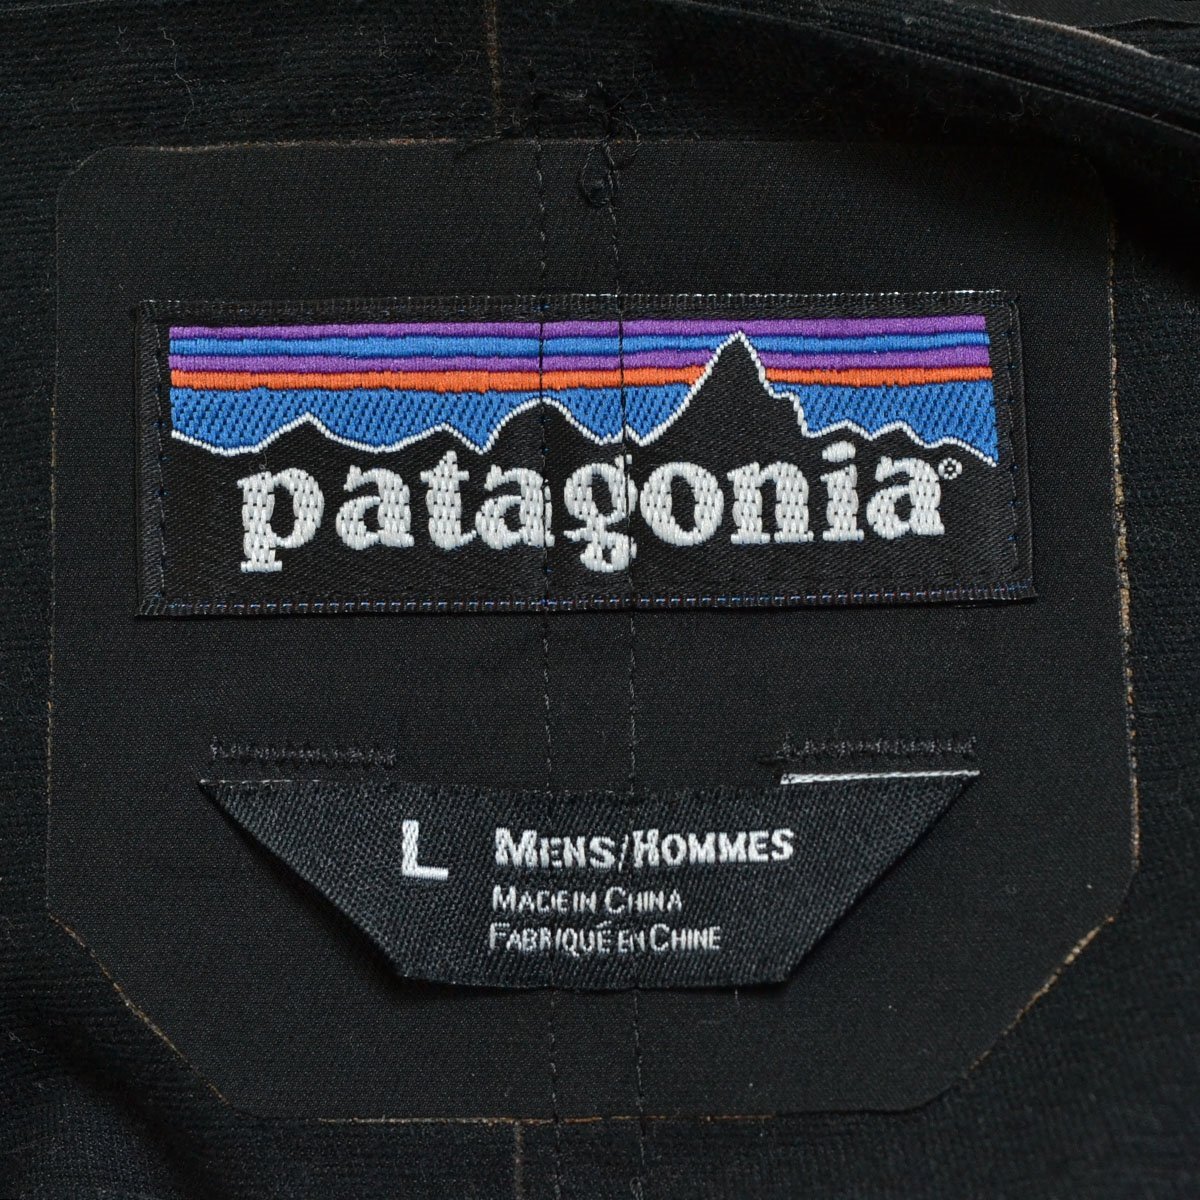 patagonia®
L MENS/HOMMES
MADE IN CHINA
FABRIQUÉ EN CHINE